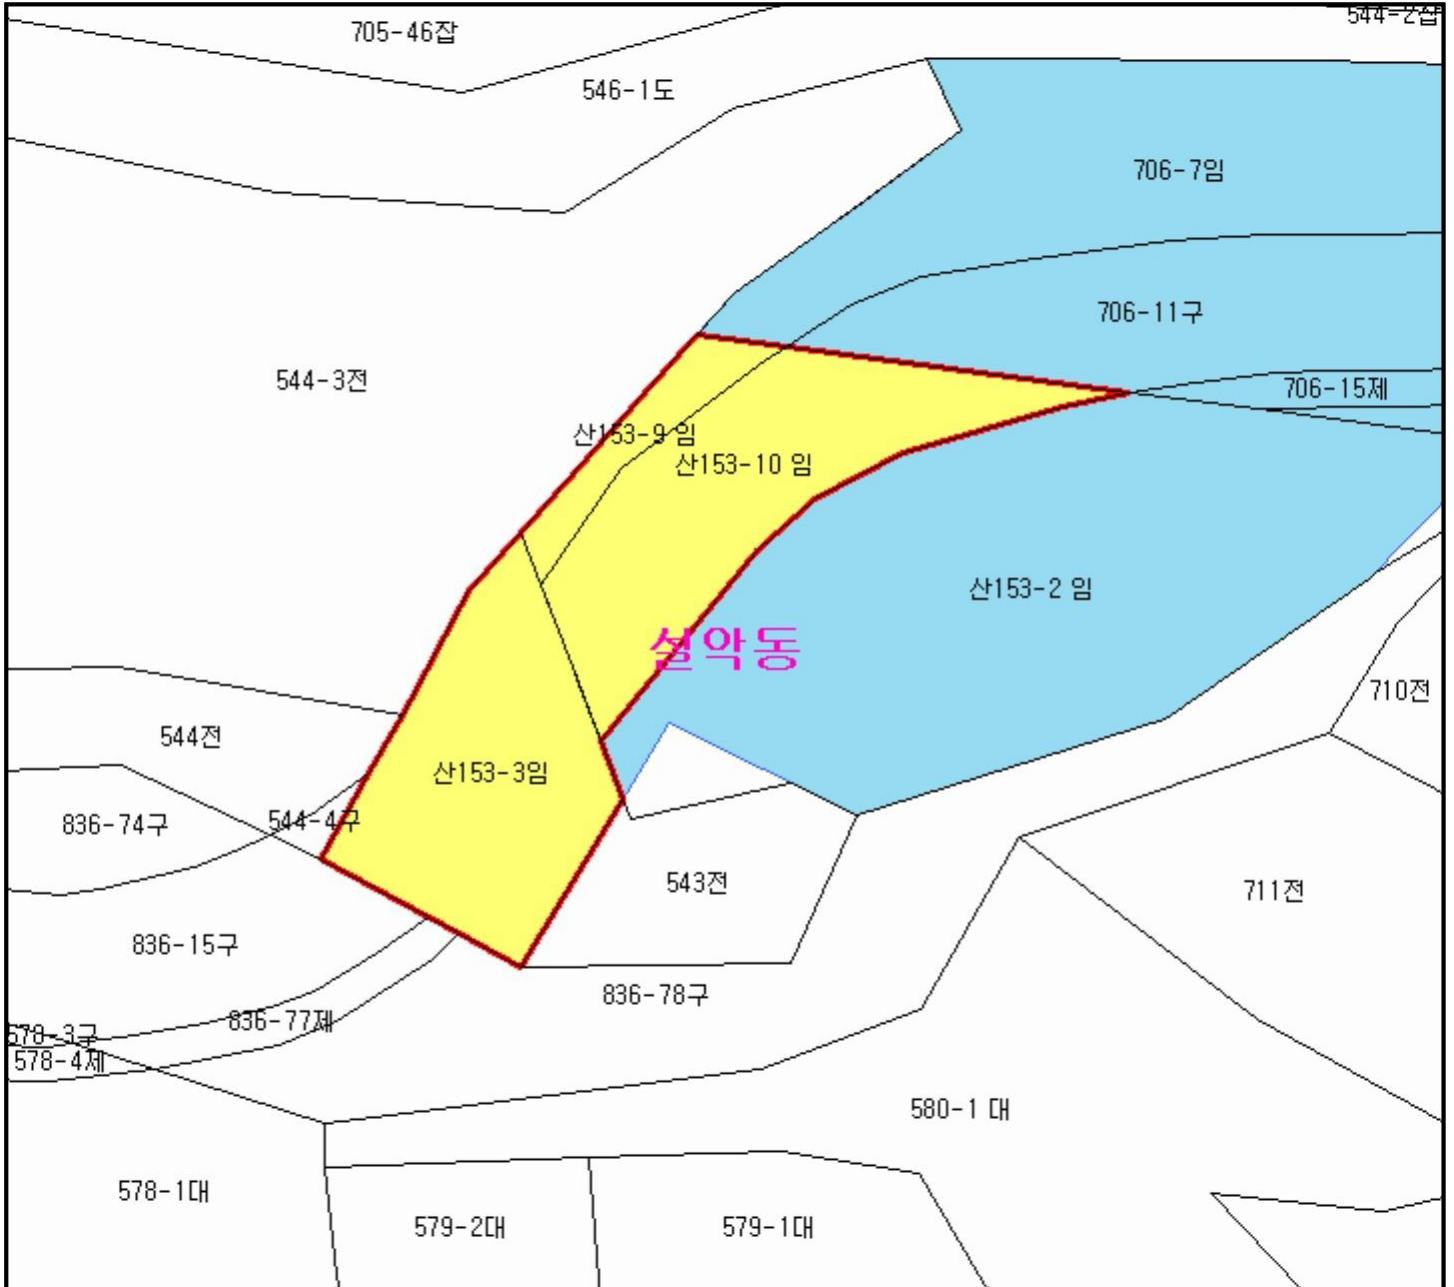 544-2잡
705-46잡
546-1도
706-7임
706-11구
544-3전
706-15제
산153-9 임
산153-10 임
산153-2 임
설악동
710전
544전
산153-3임
836-74구
544-4구
543전
711전
836-15구
836-78구
836-77제
578-3구
578-4제
580-1 대
578-1대
579-2대
579-1대